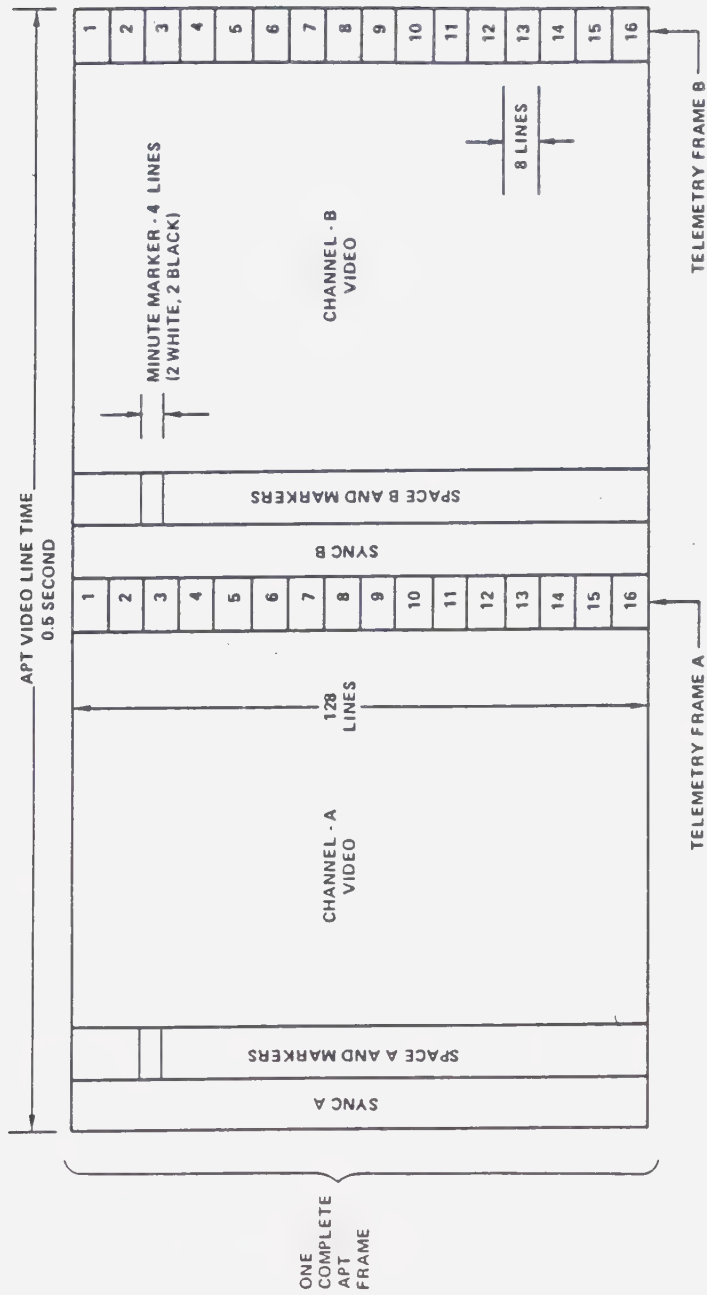 APT VIDEO LINE TIME
0.5 SECOND
ONE
COMPLETE
APT
FRAME
SYNC A
SPACE A AND MARKERS
CHANNEL - A
VIDEO
128
LINES
1
2
3
4
5
6
7
8
9
10
11
12
13
14
15
16
TELEMETRY FRAME A
SYNC B
SPACE B AND MARKERS
MINUTE MARKER - 4 LINES
(2 WHITE, 2 BLACK)
CHANNEL - B
VIDEO
8 LINES
1
2
3
4
5
6
7
8
9
10
11
12
13
14
15
16
TELEMETRY FRAME B